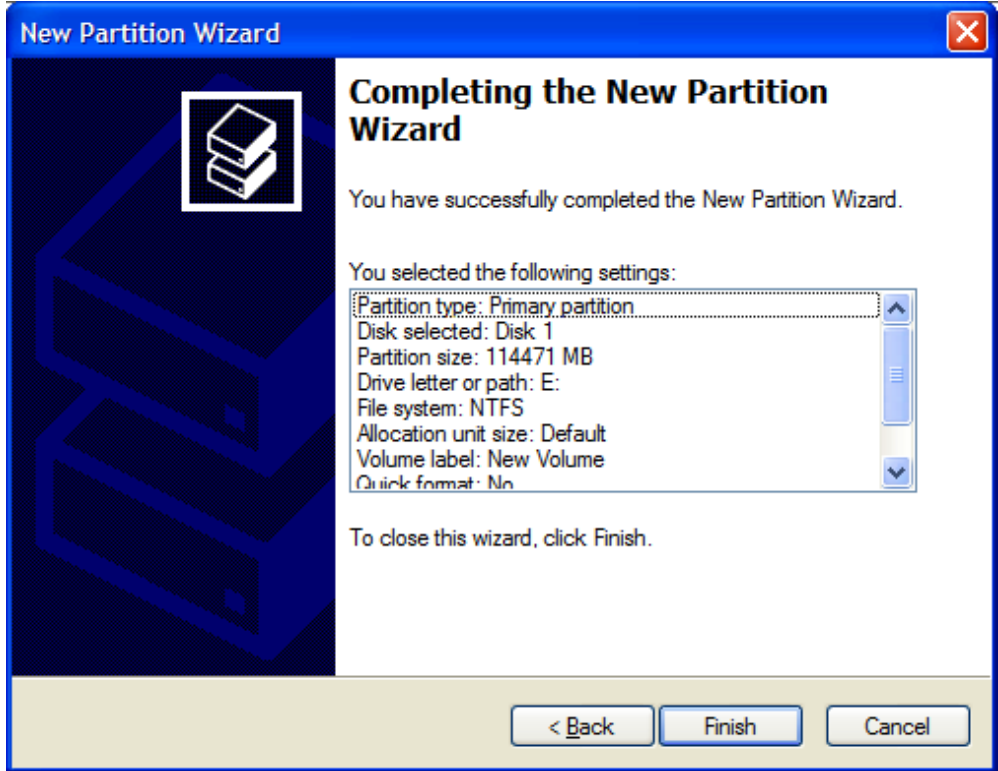 New Partition Wizard
Completing the New Partition
Wizard
You have successfully completed the New Partition Wizard.
You selected the following settings:
Partition type: Primary partition
Disk selected: Disk 1
Partition size: 114471 MB
Drive letter or path: E:
File system: NTFS
Allocation unit size: Default
Volume label: New Volume
Quick format: No
To close this wizard, click Finish.
< Back
Finish
Cancel